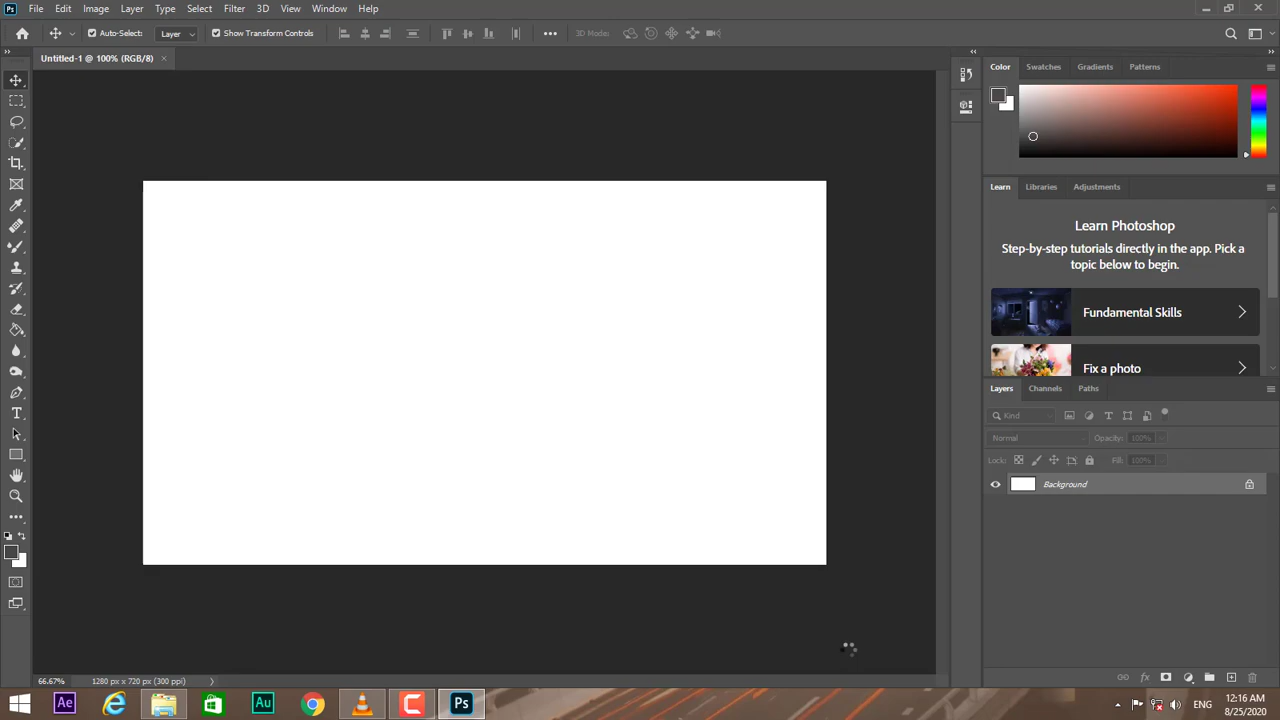 Ps File Edit Image Layer Type Select Filter 3D View Window Help
Auto-Select: Layer Show Transform Controls 3D Mode:
Untitled-1 @ 100% (RGB/8)
Color Swatches Gradients Patterns
Learn Libraries Adjustments
Learn Photoshop
Step-by-step tutorials directly in the app. Pick a
topic below to begin.
Fundamental Skills
Fix a photo
Layers Channels Paths
Kind
Normal Opacity: 100%
Lock: Fill: 100%
Background
66.67% 1280 px x 720 px (300 ppi)
Ae Au Ps ENG 12:16 AM
8/25/2020